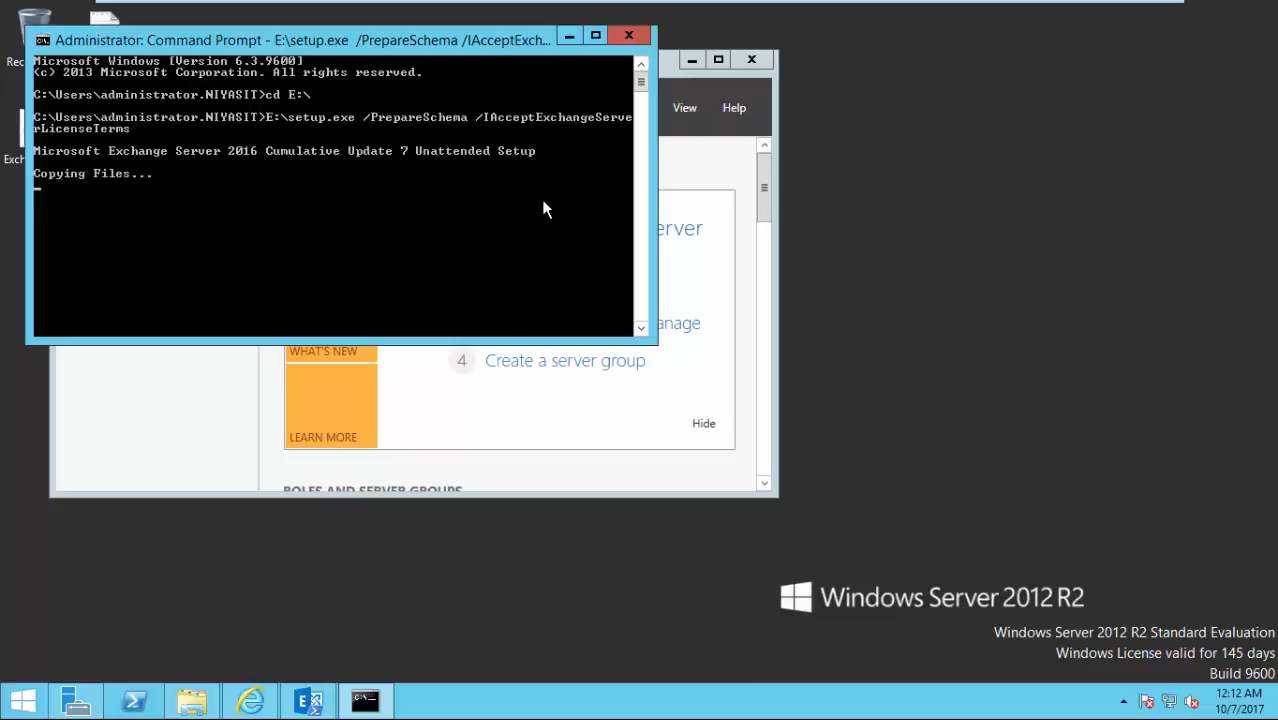 Administrator: Command Prompt - E:\setup.exe /PrepareSchema /IAcceptExch...
Microsoft Windows [Version 6.3.9600]
(c) 2013 Microsoft Corporation. All rights reserved.
C:\Users\administrator.NIYASIT>cd E:\
C:\Users\administrator.NIYASIT>E:\setup.exe /PrepareSchema /IAcceptExchangeServe
rLicenseTerms
Microsoft Exchange Server 2016 Cumulative Update 7 Unattended Setup
Copying Files...
Rec
Exch
View Help
erver
anage
WHAT'S NEW
4 Create a server group
Hide
LEARN MORE
ROLES AND SERVER GROUPS
Windows Server 2012 R2
Windows Server 2012 R2 Standard Evaluation
Windows License valid for 145 days
Build 9600
12:12 AM
10/7/2017